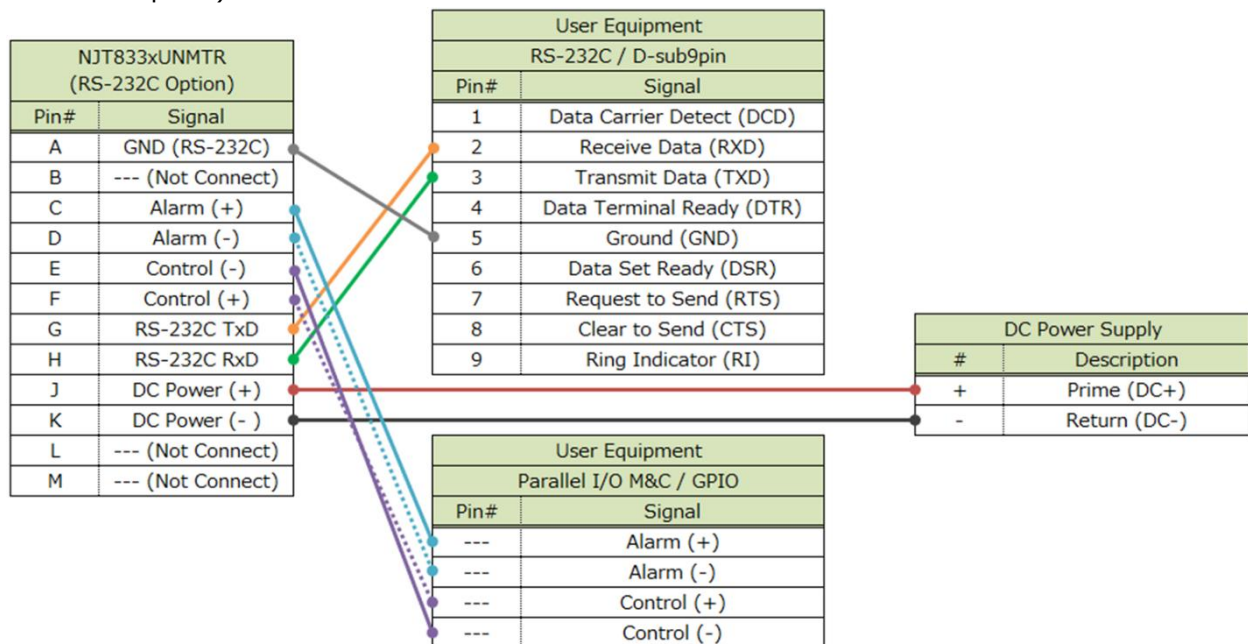 NJT833xUNMTR
(RS-232C Option)
Pin# Signal
A GND (RS-232C)
B --- (Not Connect)
C Alarm (+)
D Alarm (-)
E Control (-)
F Control (+)
G RS-232C TxD
H RS-232C RxD
J DC Power (+)
K DC Power (- )
L --- (Not Connect)
M --- (Not Connect)
User Equipment
RS-232C / D-sub9pin
Pin# Signal
1 Data Carrier Detect (DCD)
2 Receive Data (RXD)
3 Transmit Data (TXD)
4 Data Terminal Ready (DTR)
5 Ground (GND)
6 Data Set Ready (DSR)
7 Request to Send (RTS)
8 Clear to Send (CTS)
9 Ring Indicator (RI)
DC Power Supply
# Description
+ Prime (DC+)
- Return (DC-)
User Equipment
Parallel I/O M&C / GPIO
Pin# Signal
--- Alarm (+)
--- Alarm (-)
--- Control (+)
--- Control (-)